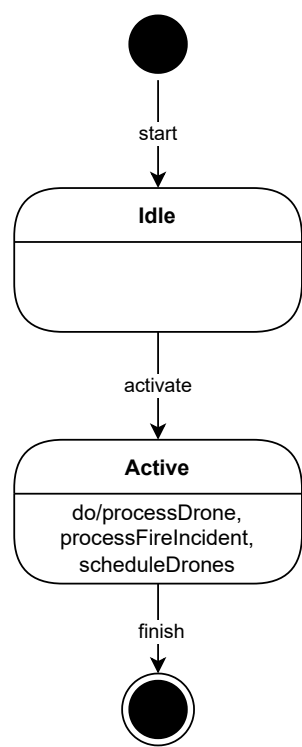 start
Idle
activate
Active
do/processDrone,
processFireIncident,
scheduleDrones
finish